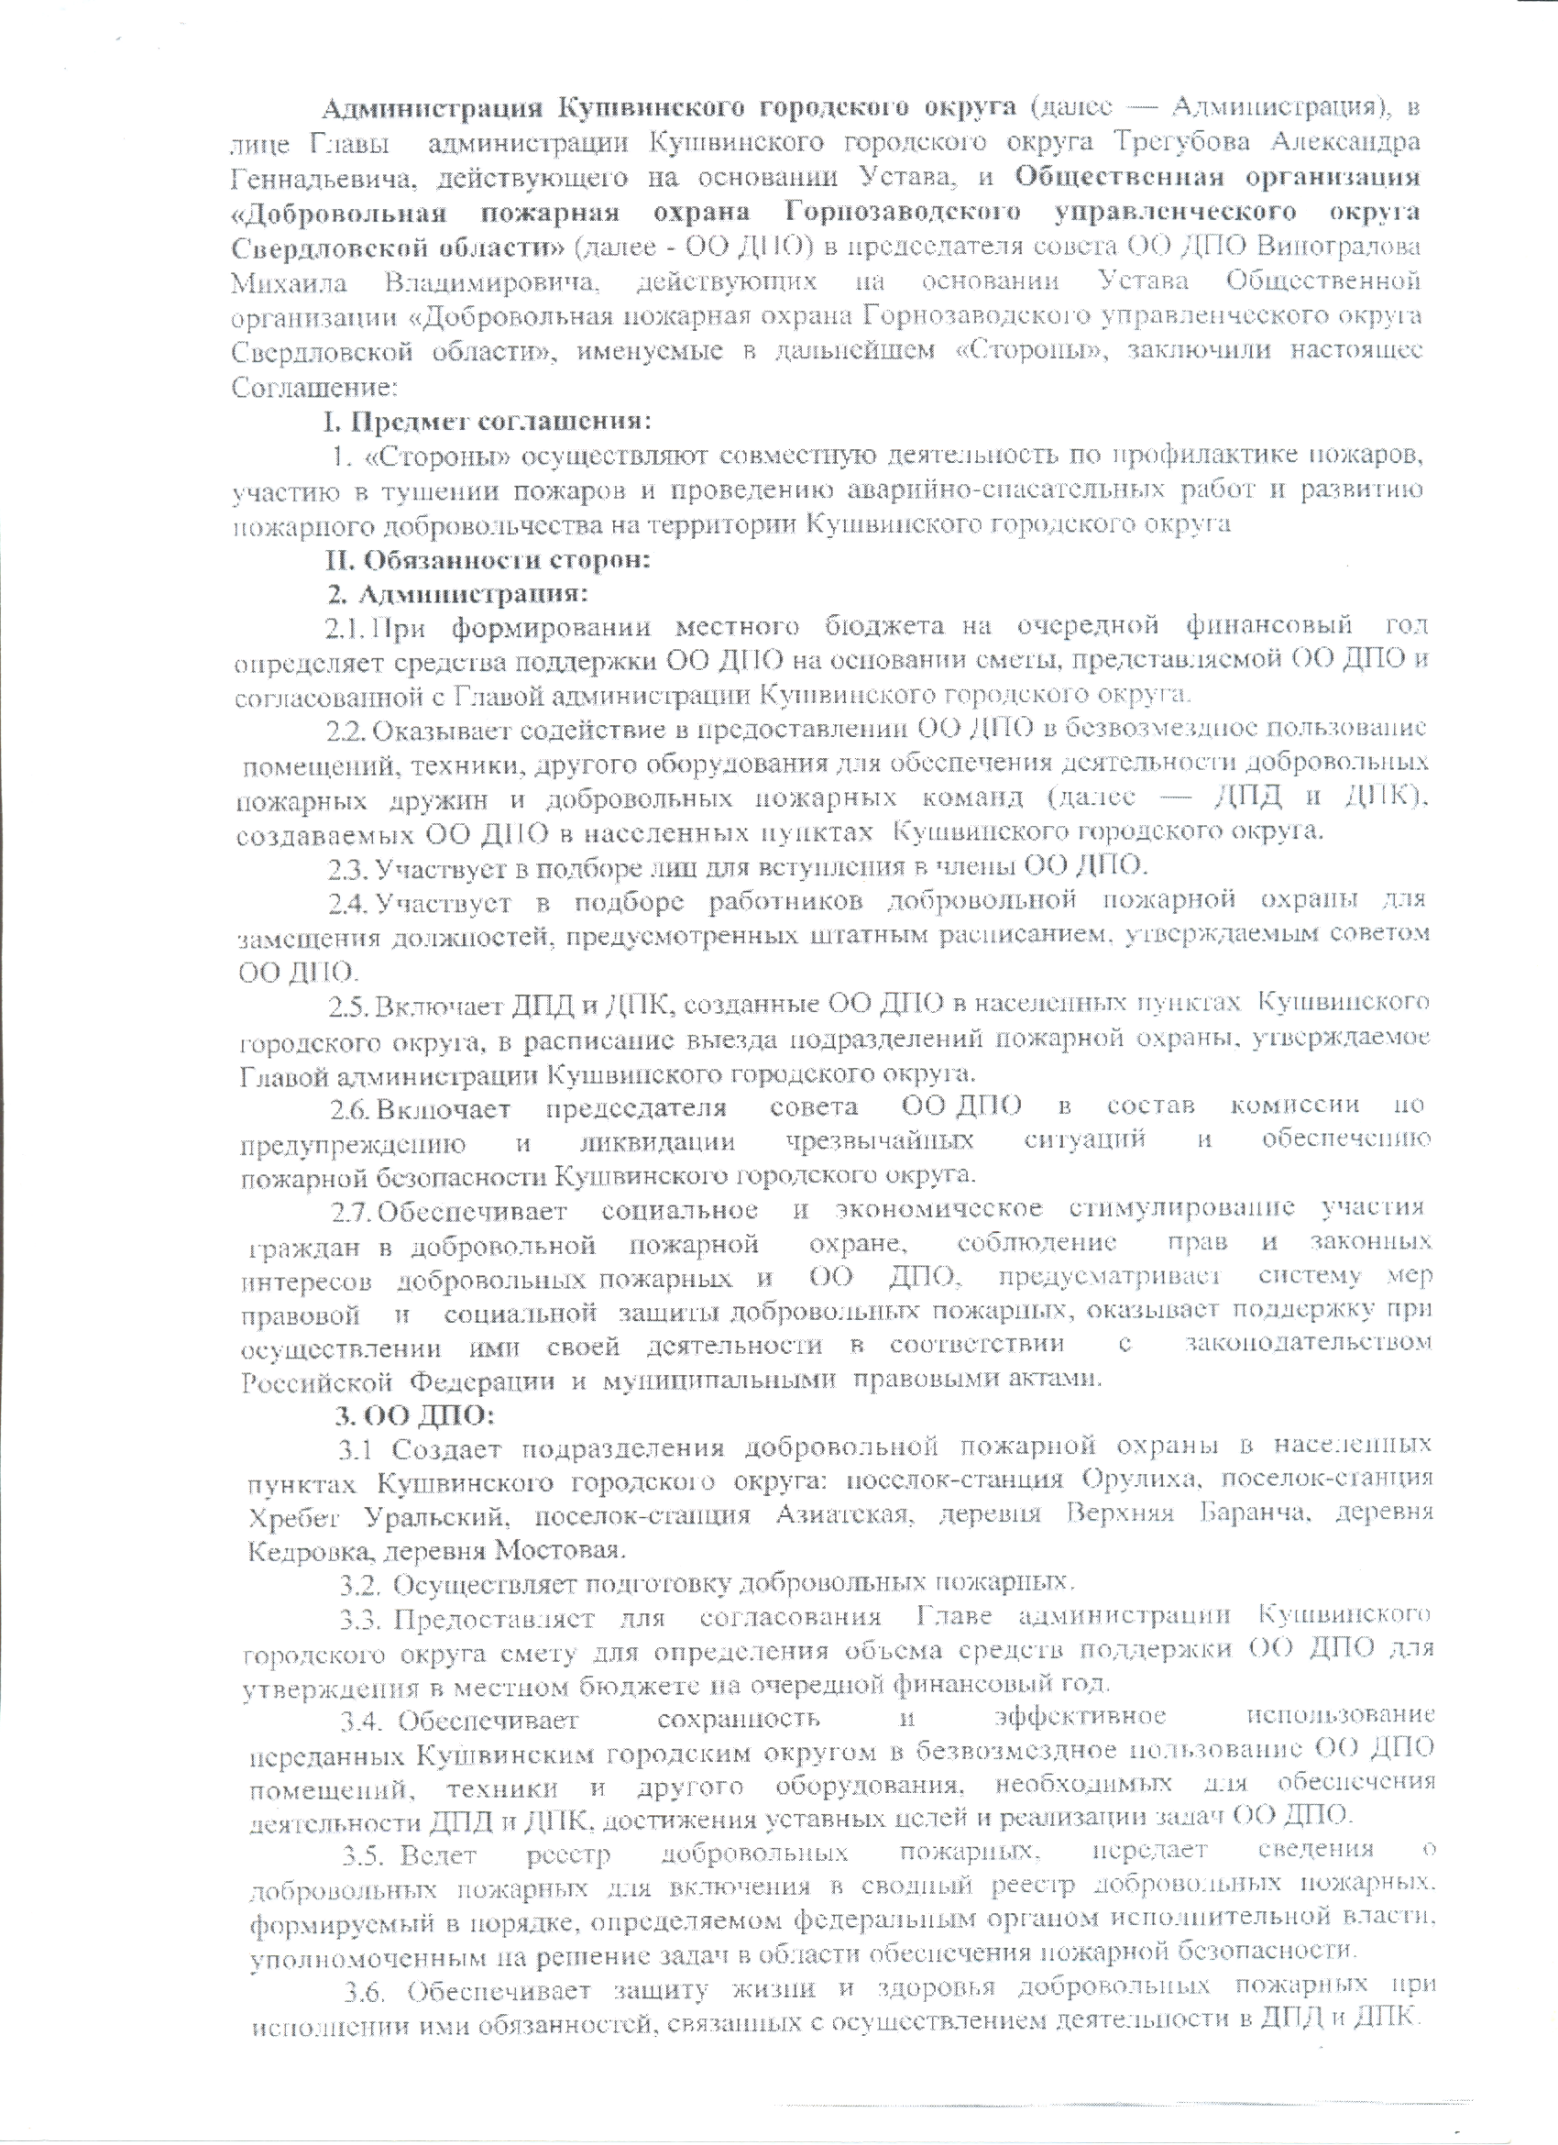 Администрация Кушвинского городского округа (далее — Администрация), в
лице Главы администрации Кушвинского городского округа Трегубова Александра
Геннадьевича, действующего на основании Устава, и Общественная организация
«Добровольная пожарная охрана Горнозаводского управленческого округа
Свердловской области» (далее - ОО ДПО) в председателя совета ОО ДПО Виноградова
Михаила Владимировича, действующих на основании Устава Общественной
организации «Добровольная пожарная охрана Горнозаводского управленческого округа
Свердловской области», именуемые в дальнейшем «Стороны», заключили настоящее
Соглашение:
I. Предмет соглашения:
1. «Стороны» осуществляют совместную деятельность по профилактике пожаров,
участию в тушении пожаров и проведению аварийно-спасательных работ и развитию
пожарного добровольчества на территории Кушвинского городского округа
II. Обязанности сторон:
2. Администрация:
2.1. При формировании местного бюджета на очередной финансовый год
определяет средства поддержки ОО ДПО на основании сметы, представляемой ОО ДПО и
согласованной с Главой администрации Кушвинского городского округа.
2.2. Оказывает содействие в предоставлении ОО ДПО в безвозмездное пользование
помещений, техники, другого оборудования для обеспечения деятельности добровольных
пожарных дружин и добровольных пожарных команд (далее — ДПД и ДПК),
создаваемых ОО ДПО в населенных пунктах Кушвинского городского округа.
2.3. Участвует в подборе лиц для вступления в члены ОО ДПО.
2.4. Участвует в подборе работников добровольной пожарной охраны для
замещения должностей, предусмотренных штатным расписанием, утверждаемым советом
ОО ДПО.
2.5. Включает ДПД и ДПК, созданные ОО ДПО в населенных пунктах Кушвинского
городского округа, в расписание выезда подразделений пожарной охраны, утверждаемое
Главой администрации Кушвинского городского округа.
2.6. Включает председателя совета ОО ДПО в состав комиссии по
предупреждению и ликвидации чрезвычайных ситуаций и обеспечению
пожарной безопасности Кушвинского городского округа.
2.7. Обеспечивает социальное и экономическое стимулирование участия
граждан в добровольной пожарной охране, соблюдение прав и законных
интересов добровольных пожарных и ОО ДПО, предусматривает систему мер
правовой и социальной защиты добровольных пожарных, оказывает поддержку при
осуществлении ими своей деятельности в соответствии с законодательством
Российской Федерации и муниципальными правовыми актами.
3. ОО ДПО:
3.1 Создает подразделения добровольной пожарной охраны в населенных
пунктах Кушвинского городского округа: поселок-станция Орулиха, поселок-станция
Хребет Уральский, поселок-станция Азиатская, деревня Верхняя Баранча, деревня
Кедровка, деревня Мостовая.
3.2. Осуществляет подготовку добровольных пожарных.
3.3. Предоставляет для согласования Главе администрации Кушвинского
городского округа смету для определения объема средств поддержки ОО ДПО для
утверждения в местном бюджете на очередной финансовый год.
3.4. Обеспечивает сохранность и эффективное использование
переданных Кушвинским городским округом в безвозмездное пользование ОО ДПО
помещений, техники и другого оборудования, необходимых для обеспечения
деятельности ДПД и ДПК, достижения уставных целей и реализации задач ОО ДПО.
3.5. Ведет реестр добровольных пожарных, передает сведения о
добровольных пожарных для включения в сводный реестр добровольных пожарных,
формируемый в порядке, определяемом федеральным органом исполнительной власти,
уполномоченным на решение задач в области обеспечения пожарной безопасности.
3.6. Обеспечивает защиту жизни и здоровья добровольных пожарных при
исполнении ими обязанностей, связанных с осуществлением деятельности в ДПД и ДПК.